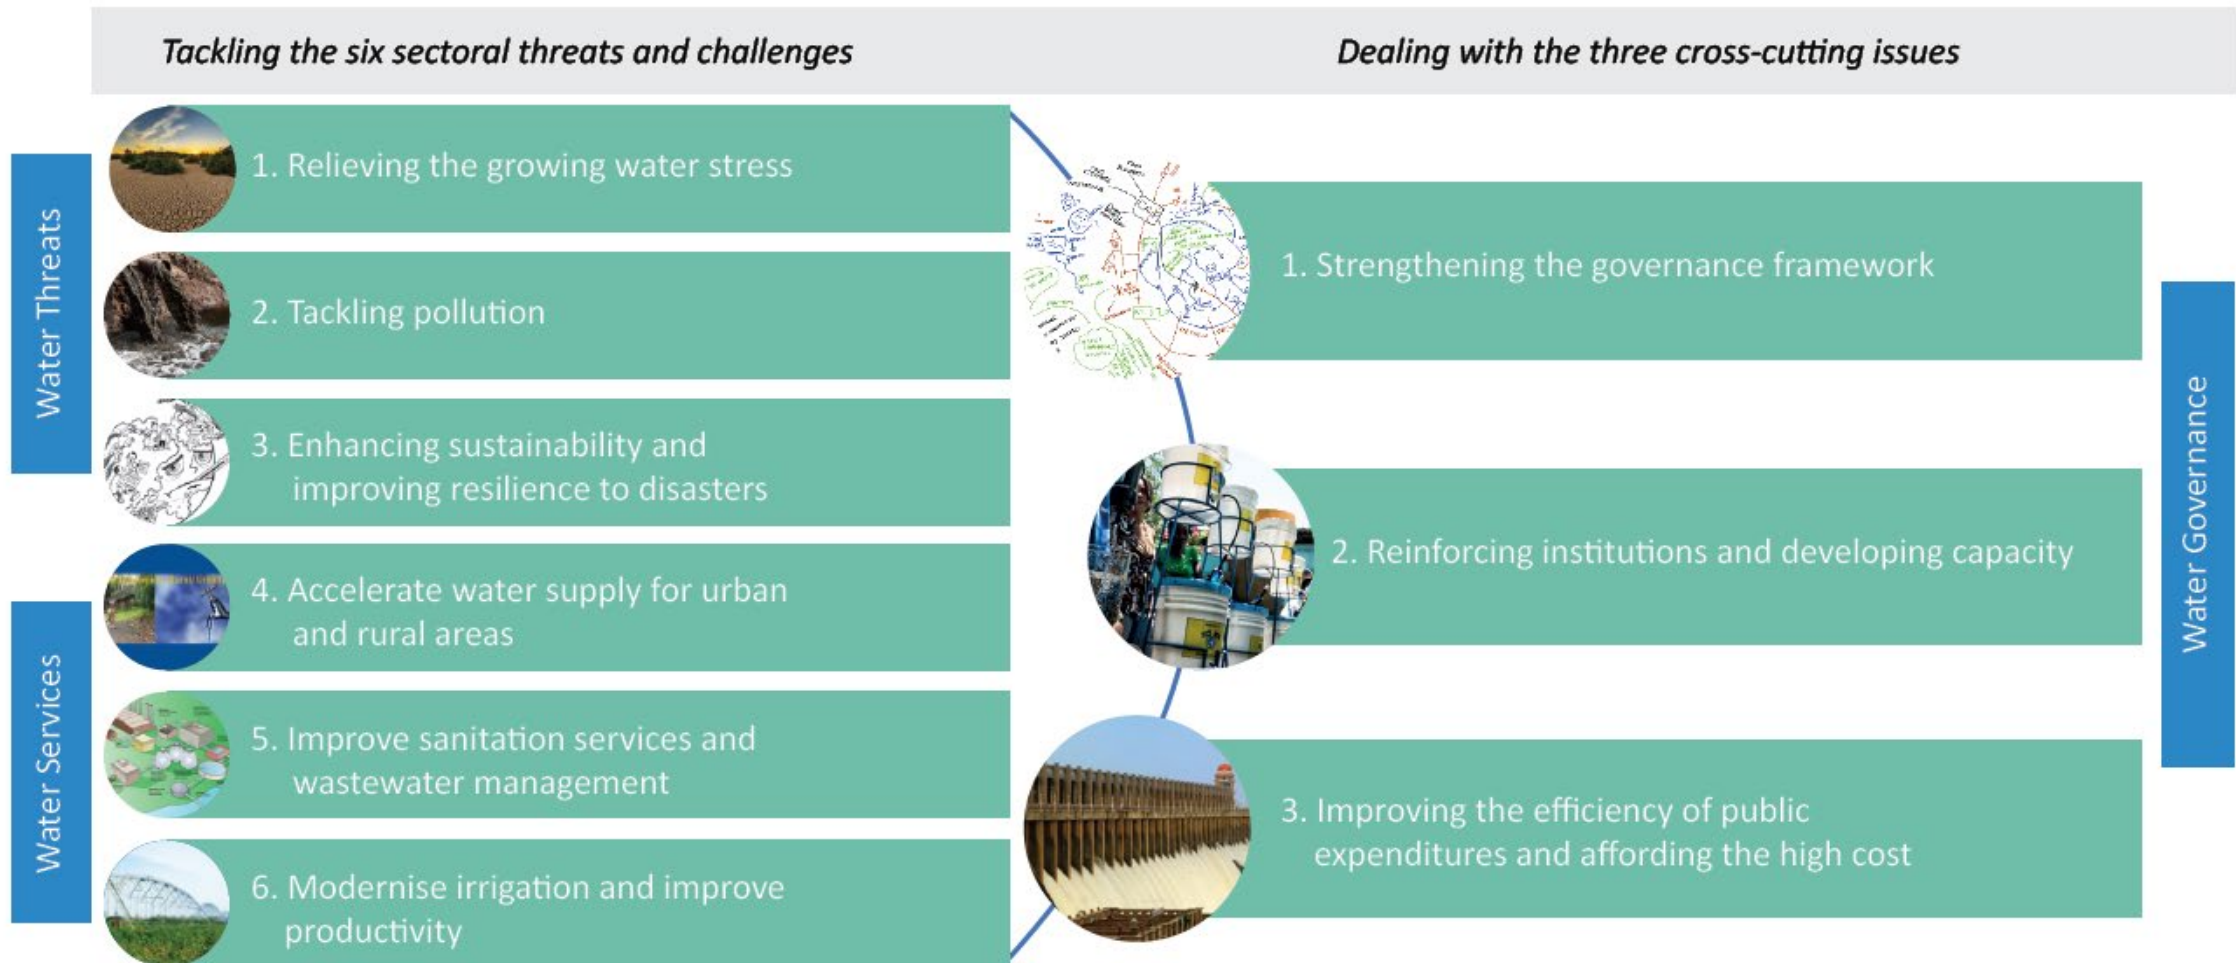 Tackling the six sectoral threats and challenges
Dealing with the three cross-cutting issues
Water Threats
1. Relieving the growing water stress
2. Tackling pollution
3. Enhancing sustainability and
improving resilience to disasters
Water Services
4. Accelerate water supply for urban
and rural areas
5. Improve sanitation services and
wastewater management
6. Modernise irrigation and improve
productivity
1. Strengthening the governance framework
2. Reinforcing institutions and developing capacity
3. Improving the efficiency of public
expenditures and affording the high cost
Water Governance